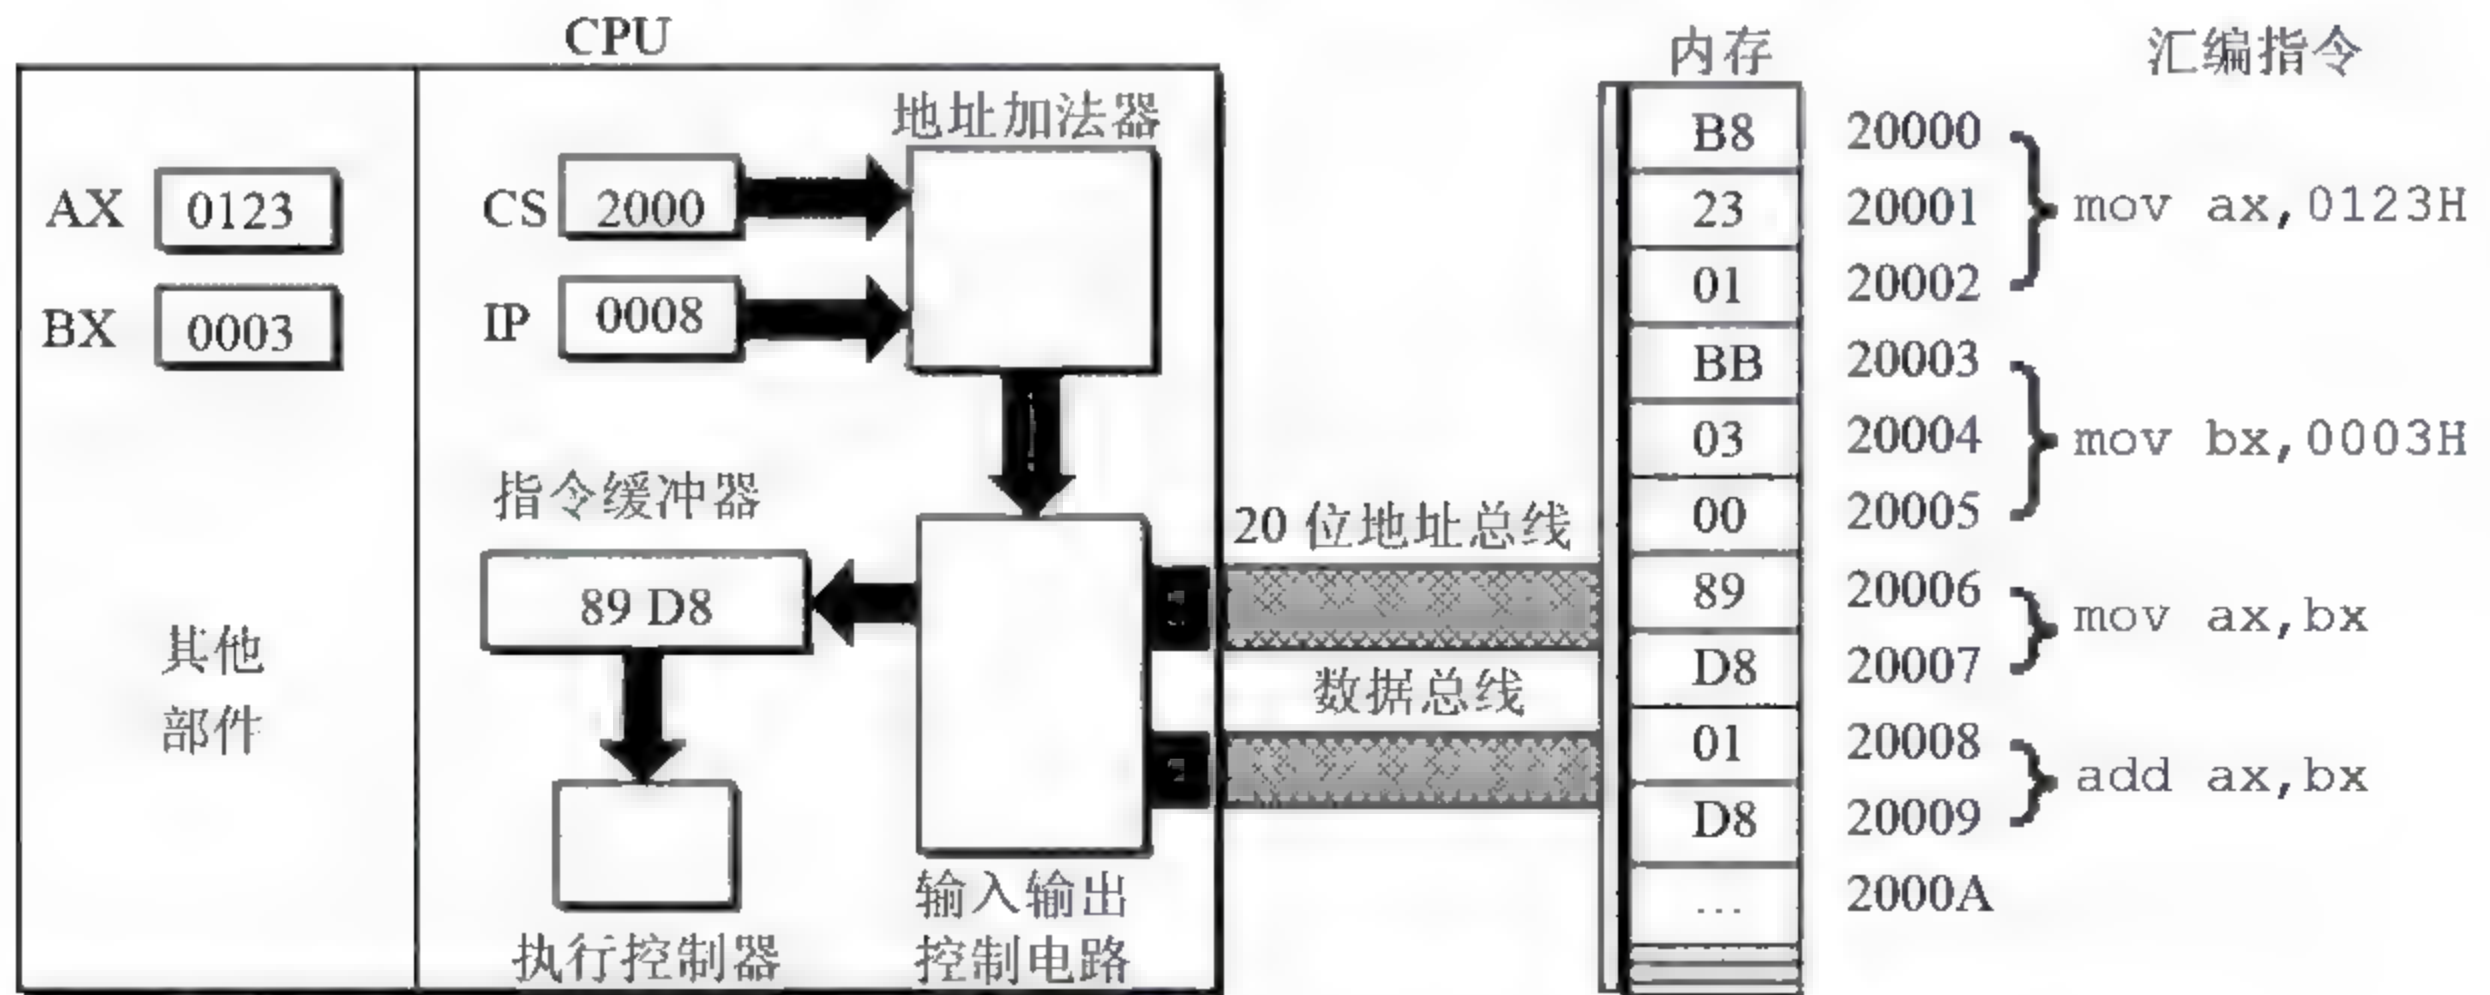 CPU
内存
汇编指令
地址加法器
AX
0123
BX
0003
CS
2000
IP
0008
指令缓冲器
89 D8
其他
部件
执行控制器
输入输出
控制电路
20 位地址总线
数据总线
B8 20000
23 20001
01 20002
mov ax,0123H
BB 20003
03 20004
00 20005
mov bx,0003H
89 20006
D8 20007
mov ax,bx
01 20008
D8 20009
add ax,bx
... 2000A